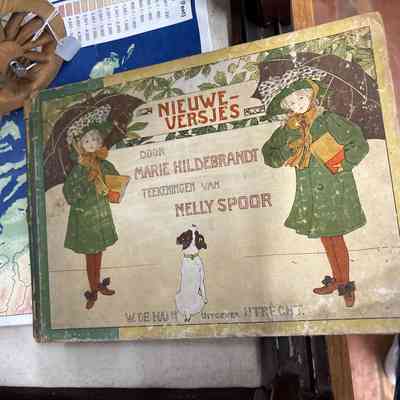 NIEUWE-
VERSJES
DOOR
MARIE HILDEBRANDT
TEEKENINGEN VAN
NELLY SPOOR
W. DE HAAN UITGEVER UTRECHT.